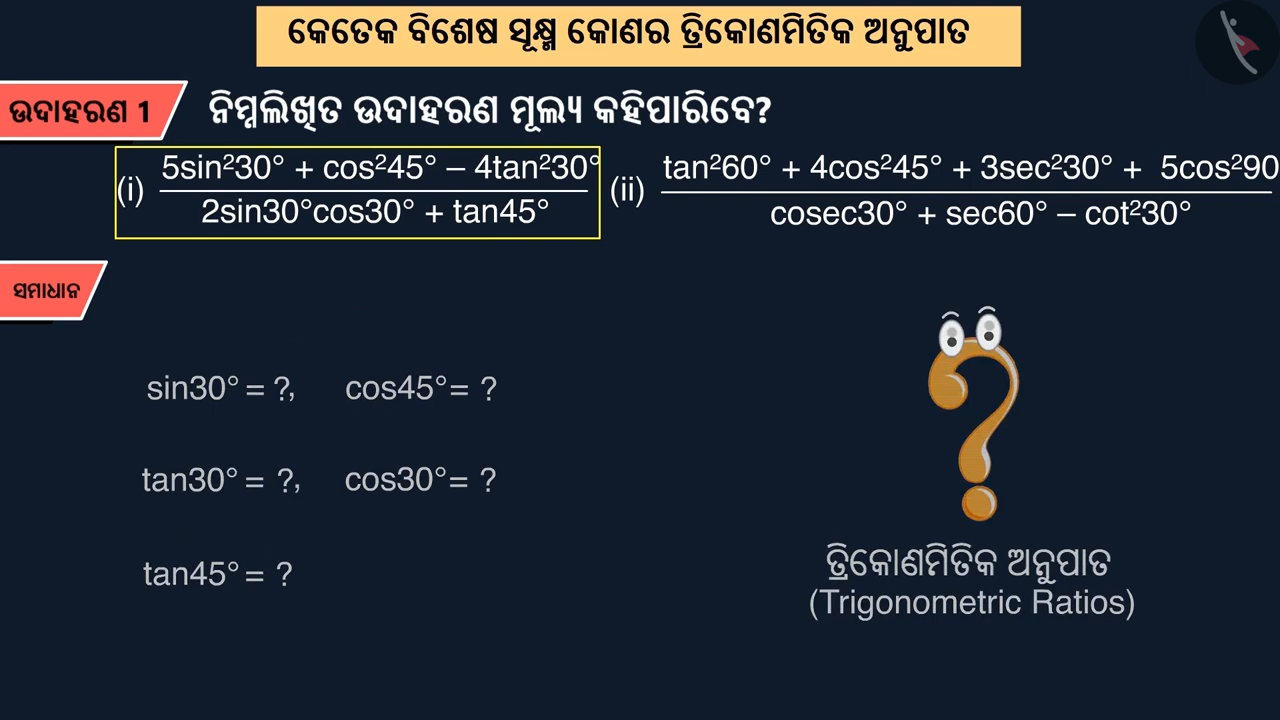 କେତେକ ବିଶେଷ ସୂକ୍ଷ୍ମ କୋଣର ତ୍ରିକୋଣମିତିକ ଅନୁପାତ
ଉଦାହରଣ 1 ନିମ୍ନଲିଖିତ ଉଦାହରଣ ମୂଲ୍ୟ କହିପାରିବେ?
(i) 5sin²30° + cos²45° – 4tan²30° (ii) tan²60° + 4cos²45° + 3sec²30° + 5cos²90
2sin30°cos30° + tan45° cosec30° + sec60° – cot²30°
ସମାଧାନ
sin30° = ?, cos45° = ?
tan30° = ?, cos30° = ?
tan45° = ?
ତ୍ରିକୋଣମିତିକ ଅନୁପାତ
(Trigonometric Ratios)